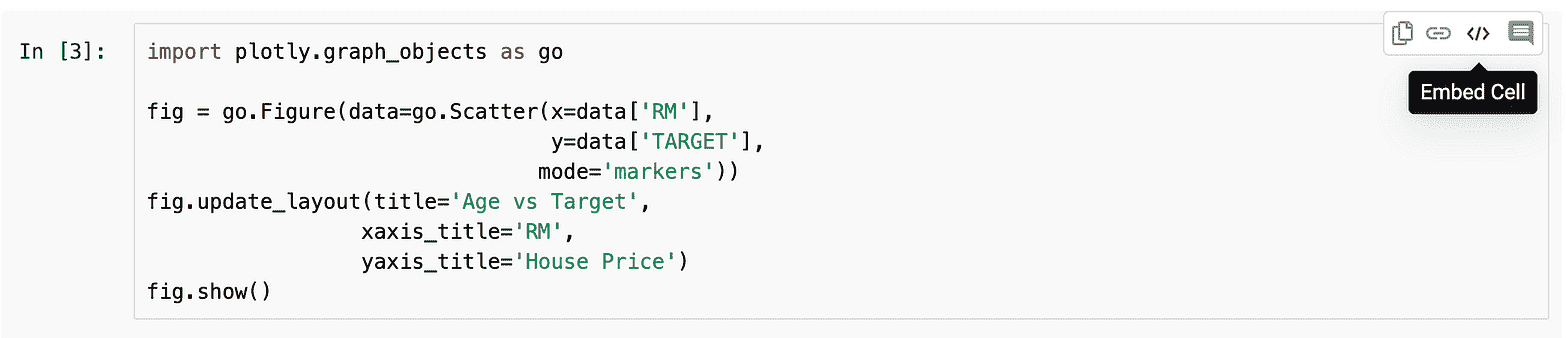 In [3]:
import plotly.graph_objects as go
fig = go.Figure(data=go.Scatter(x=data['RM'],
y=data['TARGET'],
mode='markers'))
fig.update_layout(title='Age vs Target',
xaxis_title='RM',
yaxis_title='House Price')
fig.show()
</>
Embed Cell